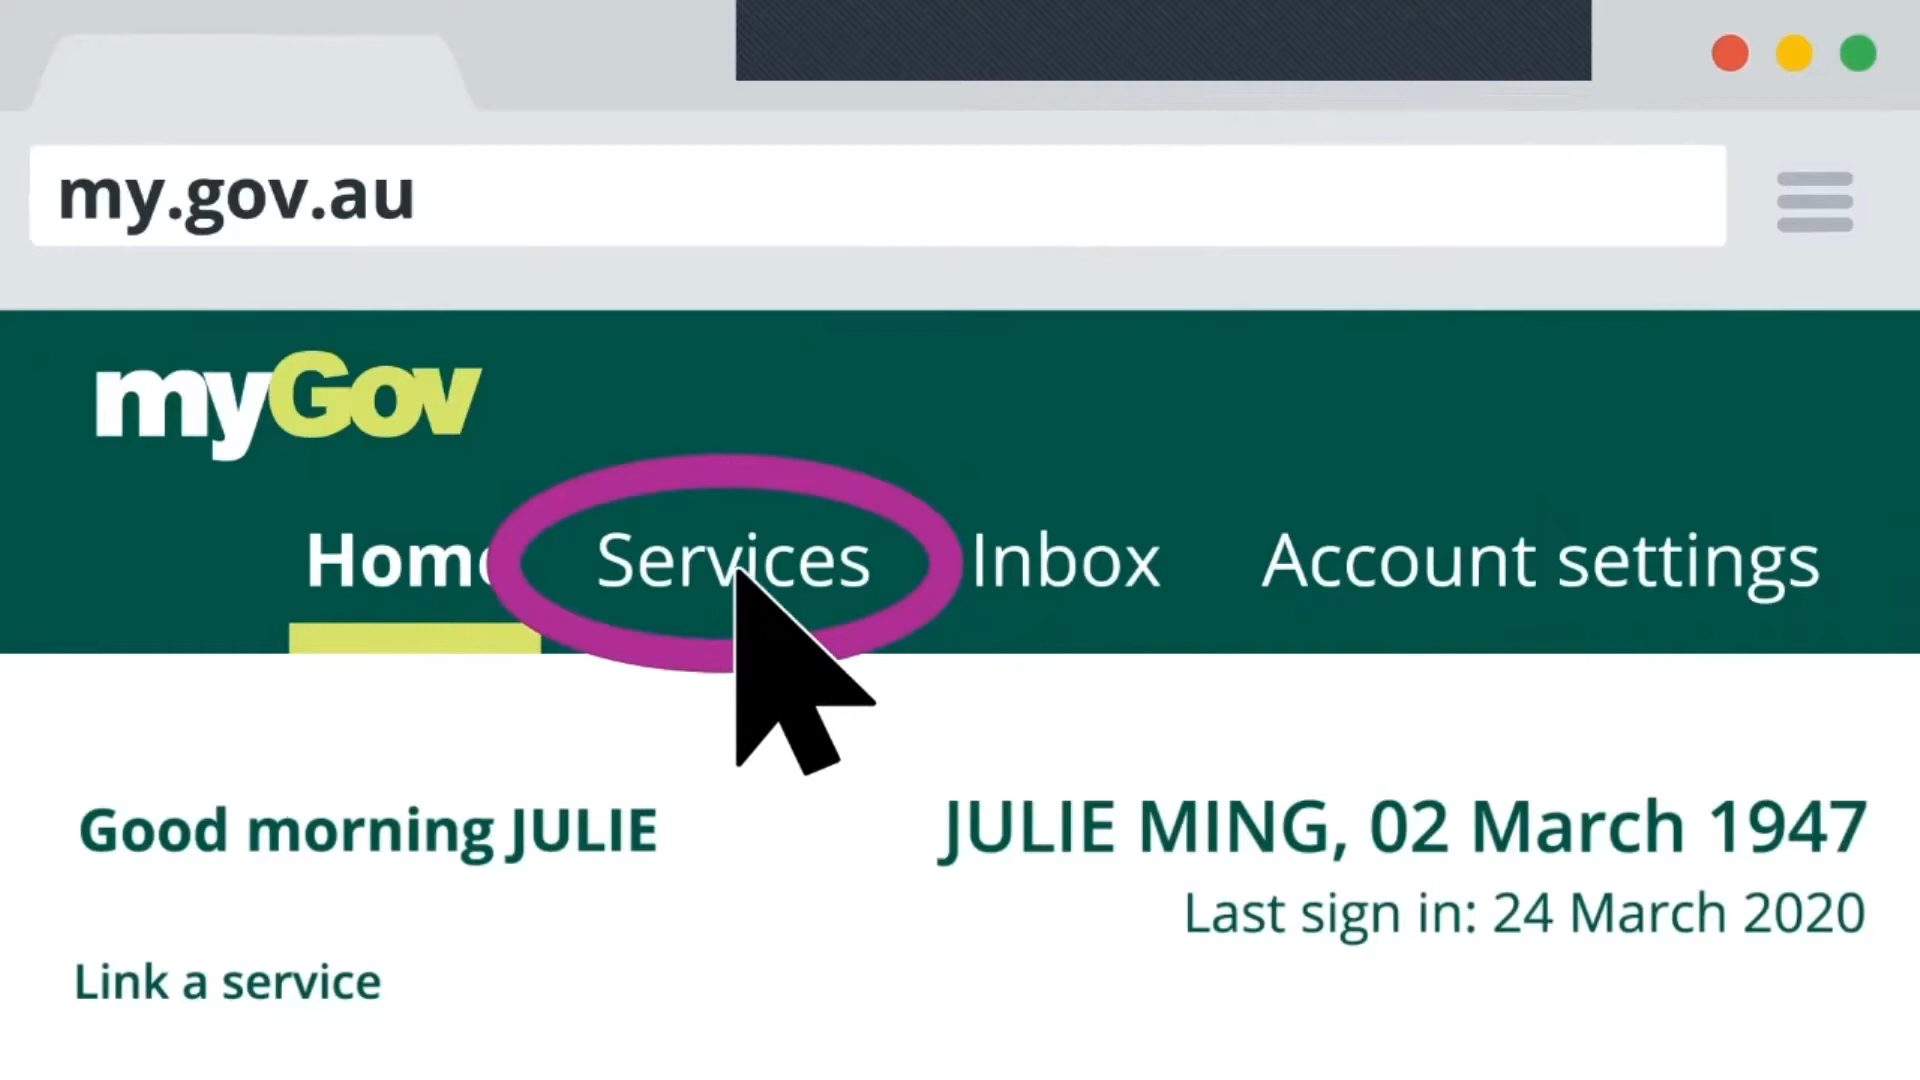 my.gov.au
myGov
Home Services Inbox Account settings
Good morning JULIE
JULIE MING, 02 March 1947
Last sign in: 24 March 2020
Link a service